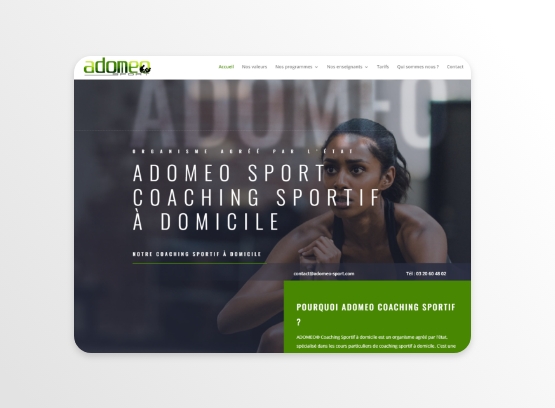 adomeo
Accueil Nos valeurs Nos programmes Nos enseignants Tarifs Qui sommes nous ? Contact
ADOMEO
ORGANISME AGRÉÉ PAR L'ÉTAT
ADOMEO SPORT
COACHING SPORTIF
À DOMICILE
NOTRE COACHING SPORTIF À DOMICILE
contact@adomeo-sport.com Tél : 03 20 60 48 02
POURQUOI ADOMEO COACHING SPORTIF
?
ADOMEO® Coaching Sportif à domicile est un organisme agréé par l'état,
spécialisé dans les cours particuliers de coaching sportif à domicile. C'est une